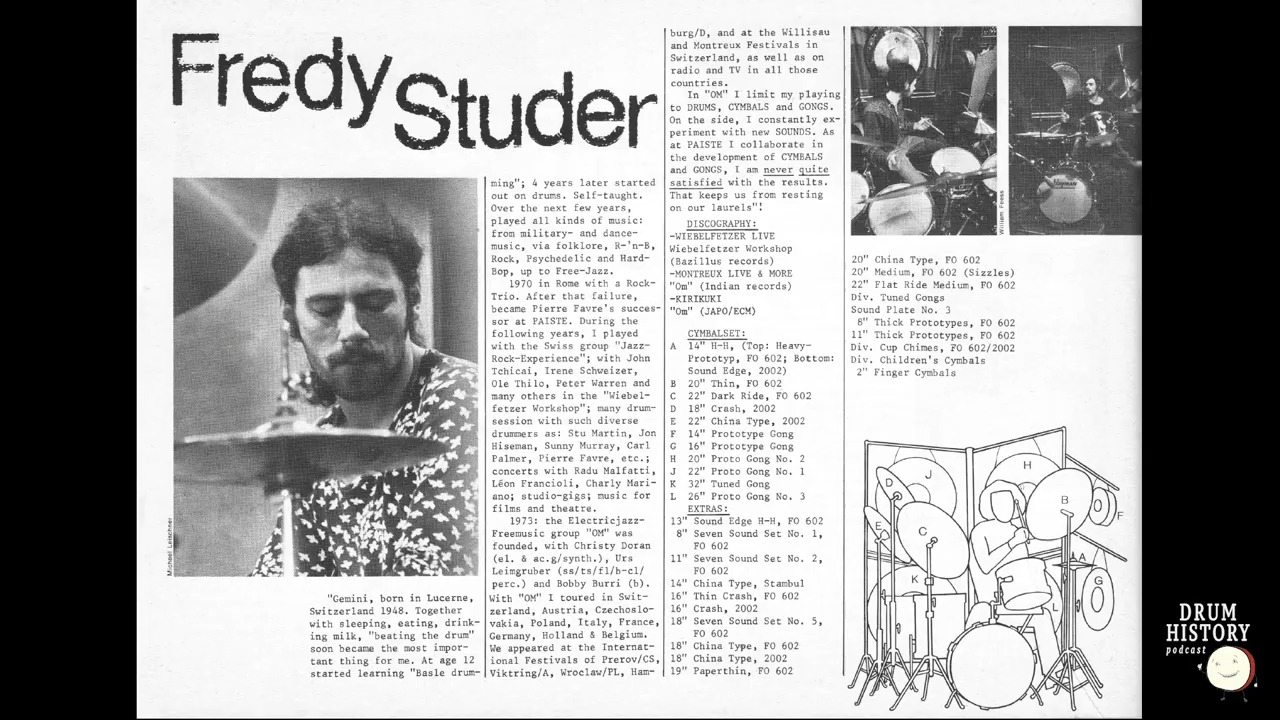 Fredy
Studer
Michael Leischner
"Gemini, born in Lucerne,
Switzerland 1948. Together
with sleeping, eating, drink-
ing milk, "beating the drum"
soon became the most impor-
tant thing for me. At age 12
started learning "Basle drum-
ming"; 4 years later started
out on drums. Self-taught.
Over the next few years,
played all kinds of music:
from military- and dance-
music, via folklore, R-'n-B,
Rock, Psychedelic and Hard-
Bop, up to Free-Jazz.
1970 in Rome with a Rock-
Trio. After that failure,
became Pierre Favre's succes-
sor at PAISTE. During the
following years, I played
with the Swiss group "Jazz-
Rock-Experience"; with John
Tchicai, Irene Schweizer,
Ole Thilo, Peter Warren and
many others in the "Wiebel-
fetzer Workshop"; many drum-
session with such diverse
drummers as: Stu Martin, Jon
Hiseman, Sunny Murray, Carl
Palmer, Pierre Favre, etc.;
concerts with Radu Malfatti,
Léon Francioli, Charly Mari-
ano; studio-gigs; music for
films and theatre.
1973: the Electricjazz-
Freemusic group "OM" was
founded, with Christy Doran
(el. & ac.g/synth.), Urs
Leimgruber (ss/ts/fl/b-cl/
perc.) and Bobby Burri (b).
With "OM" I toured in Swit-
zerland, Austria, Czechoslo-
vakia, Poland, Italy, France,
Germany, Holland & Belgium.
We appeared at the Internat-
ional Festivals of Prerov/CS,
Viktring/A, Wroclaw/PL, Ham-
burg/D, and at the Willisau
and Montreux Festivals in
Switzerland, as well as on
radio and TV in all those
countries.
In "OM" I limit my playing
to DRUMS, CYMBALS and GONGS.
On the side, I constantly ex-
periment with new SOUNDS. As
at PAISTE I collaborate in
the development of CYMBALS
and GONGS, I am never quite
satisfied with the results.
That keeps us from resting
on our laurels"!
DISCOGRAPHY:
-WIEBELFETZER LIVE
Wiebelfetzer Workshop
(Bazillus records)
-MONTREUX LIVE & MORE
"Om" (Indian records)
-KIRIKUKI
"Om" (JAPO/ECM)
CYMBALSET:
A 14" H-H, (Top: Heavy-
Prototyp, FO 602; Bottom:
Sound Edge, 2002)
B 20" Thin, FO 602
C 22" Dark Ride, FO 602
D 18" Crash, 2002
E 22" China Type, 2002
F 14" Prototype Gong
G 16" Prototype Gong
H 20" Proto Gong No. 2
J 22" Proto Gong No. 1
K 32" Tuned Gong
L 26" Proto Gong No. 3
EXTRAS:
13" Sound Edge H-H, FO 602
8" Seven Sound Set No. 1,
FO 602
11" Seven Sound Set No. 2,
FO 602
14" China Type, Stambul
16" Thin Crash, FO 602
16" Crash, 2002
18" Seven Sound Set No. 5,
FO 602
18" China Type, FO 602
18" China Type, 2002
19" Paperthin, FO 602
William Feess
20" China Type, FO 602
20" Medium, FO 602 (Sizzles)
22" Flat Ride Medium, FO 602
Div. Tuned Gongs
Sound Plate No. 3
8" Thick Prototypes, FO 602
11" Thick Prototypes, FO 602
Div. Cup Chimes, FO 602/2002
Div. Children's Cymbals
2" Finger Cymbals
J
H
D
B
F
E
C
A
K
G
L
DRUM
HISTORY
podcast